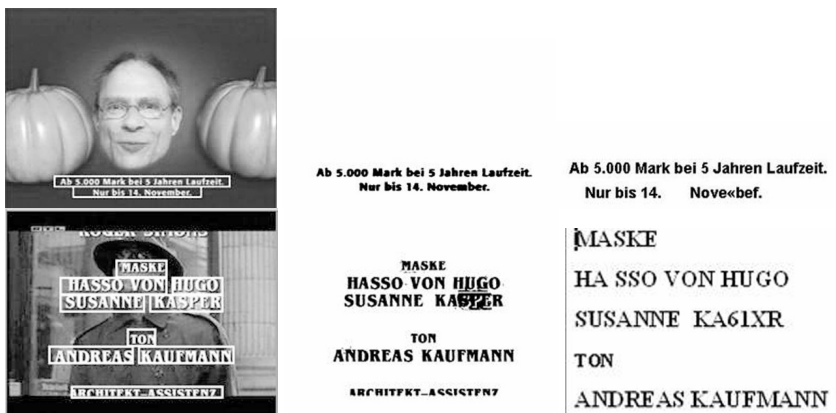 Ab 5.000 Mark bei 5 Jahren Laufzeit.
Nur bis 14. November.
Ab 5.000 Mark bei 5 Jahren Laufzeit.
Nur bis 14. November.
Ab 5.000 Mark bei 5 Jahren Laufzeit.
Nur bis 14. Nove«bef.
MASKE
HASSO VON HUGO
SUSANNE KASPER
TON
ANDREAS KAUFMANN
ARCHITEKT-ASSISTENZ
MASKE
HASSO VON HUGO
SUSANNE KASPER
TON
ANDREAS KAUFMANN
ARCHITEKT-ASSISTENZ
MASKE
HA SSO VON HUGO
SUSANNE KA61XR
TON
ANDREAS KAUFMANN